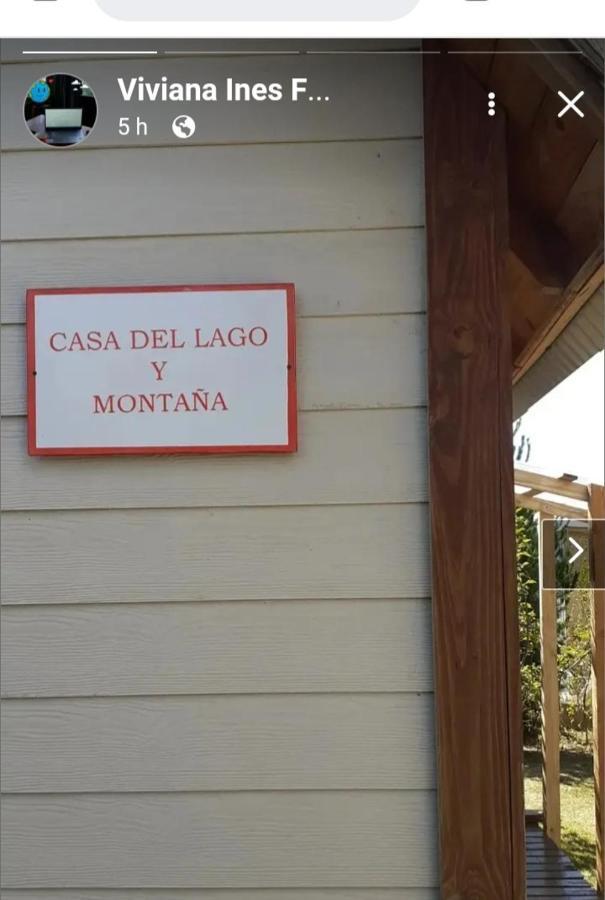 Viviana Ines F...
5 h
CASA DEL LAGO
Y
MONTAÑA